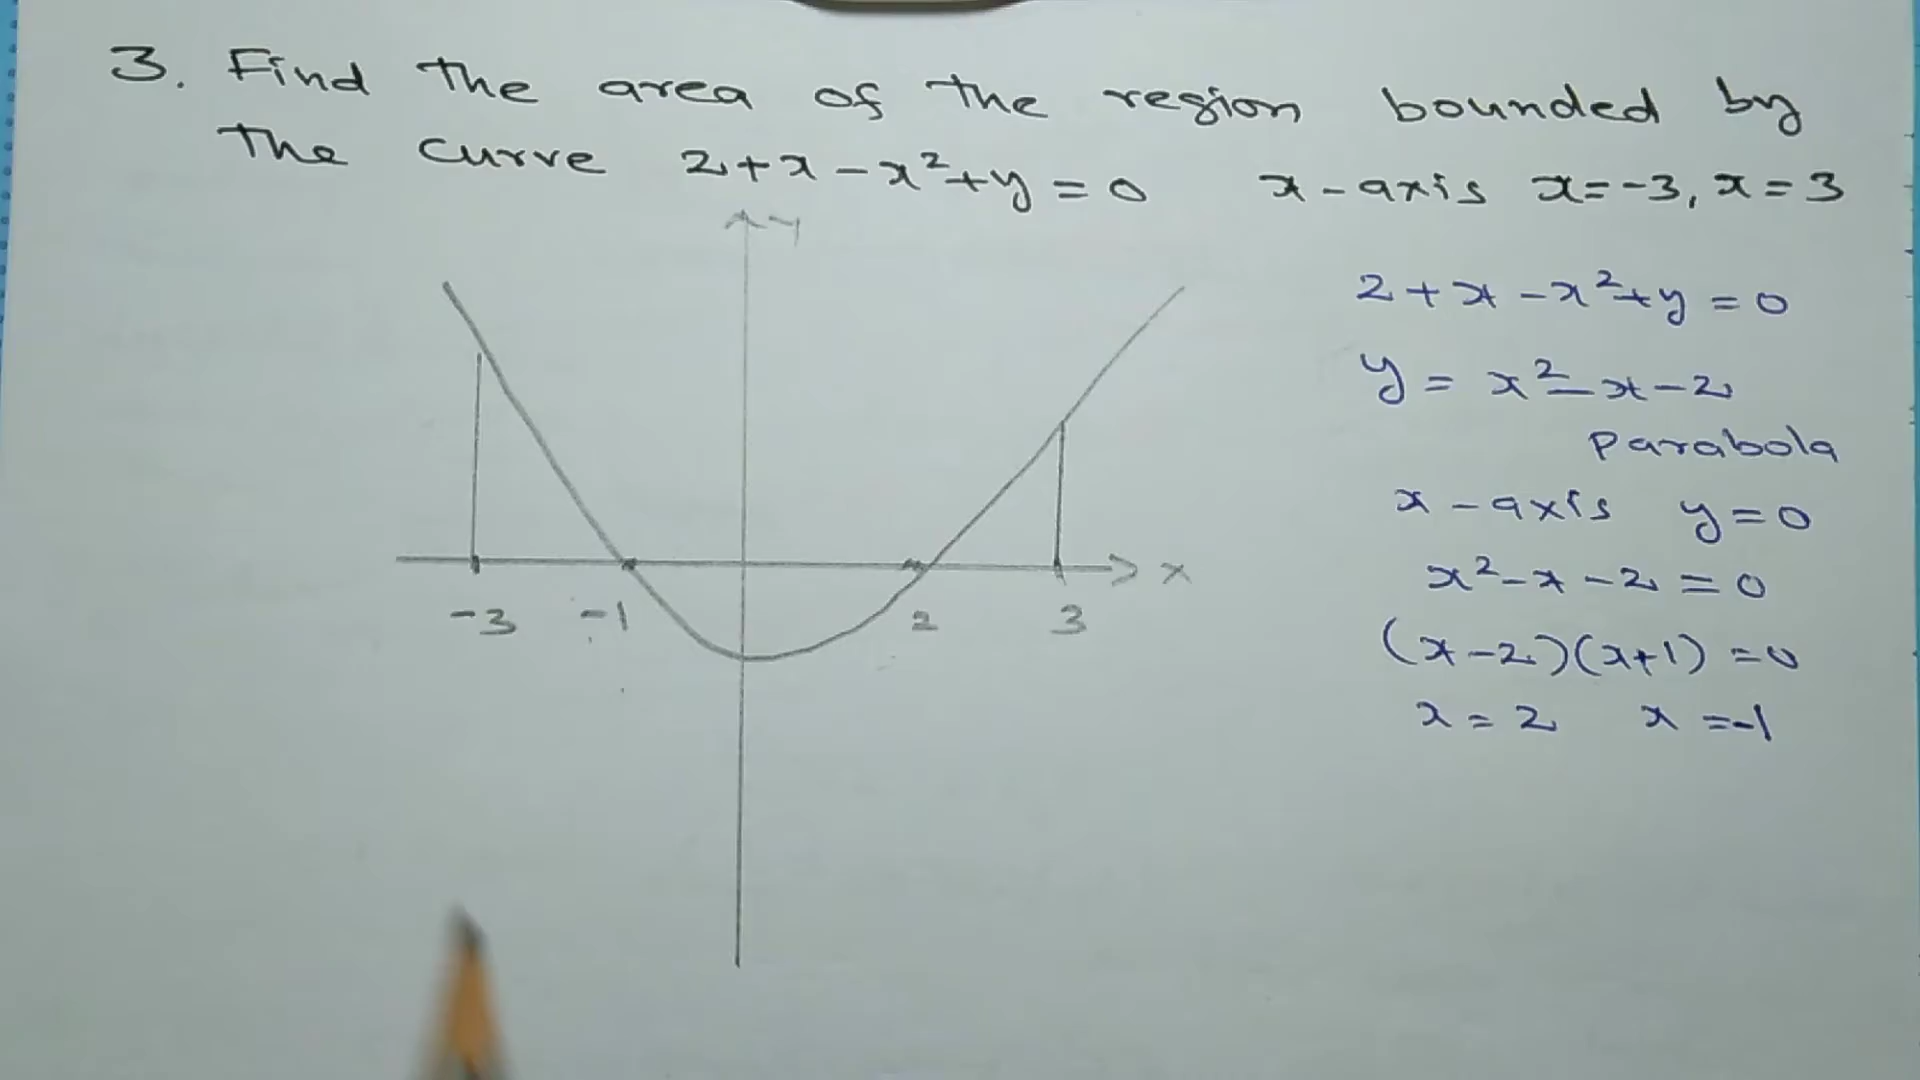 3. Find the area of the region bounded by
the curve 2+x-x²+y=0 x-axis x=-3, x=3
Y
2+x-x²+y=0
y=x²-x-2
Parabola
x-axis y=0
x²-x-2=0
(x-2)(x+1)=0
x=2 x=-1
X
-3 -1 2 3